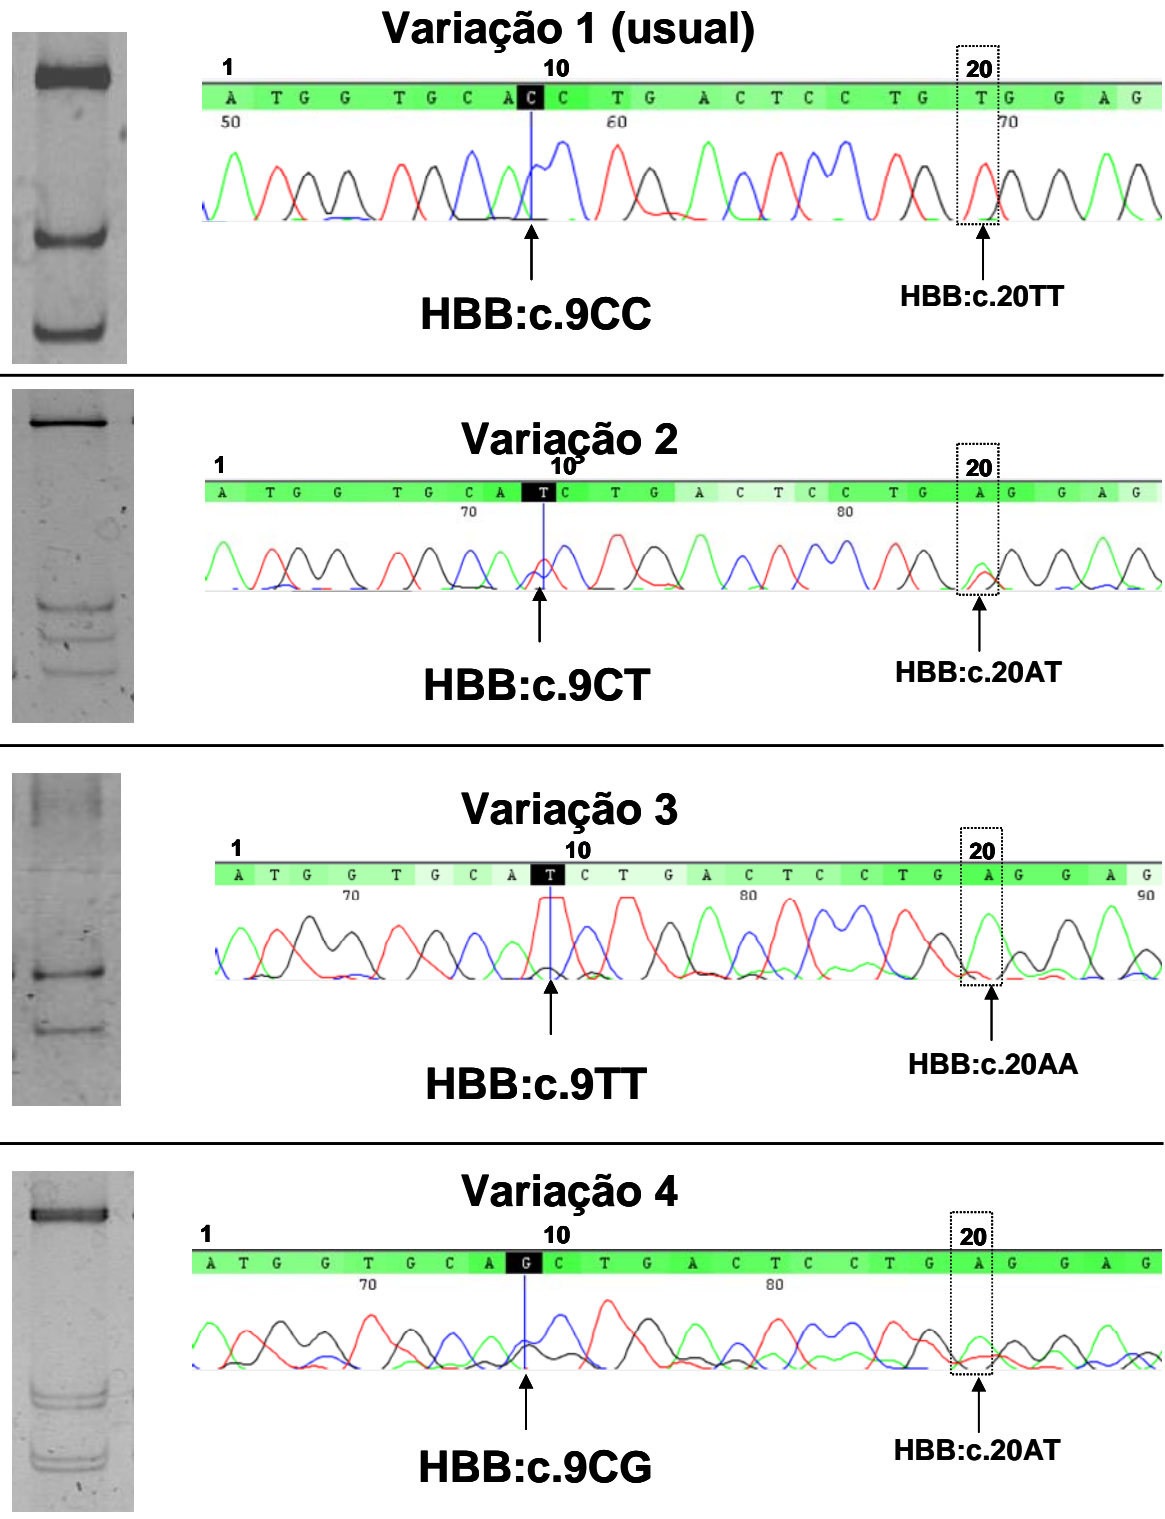 Variação 1 (usual)
1 10 20
A T G G T G C A C C T G A C T C C T G T G G A G
50 60 70
HBB:c.9CC
HBB:c.20TT
Variação 2
1 10 20
A T G G T G C A T C T G A C T C C T G A G G A G
70 80
HBB:c.9CT
HBB:c.20AT
Variação 3
1 10 20
A T G G T G C A T C T G A C T C C T G A G G A G
70 80 90
HBB:c.9TT
HBB:c.20AA
Variação 4
1 10 20
A T G G T G C A G C T G A C T C C T G A G G A G
70 80
HBB:c.9CG
HBB:c.20AT